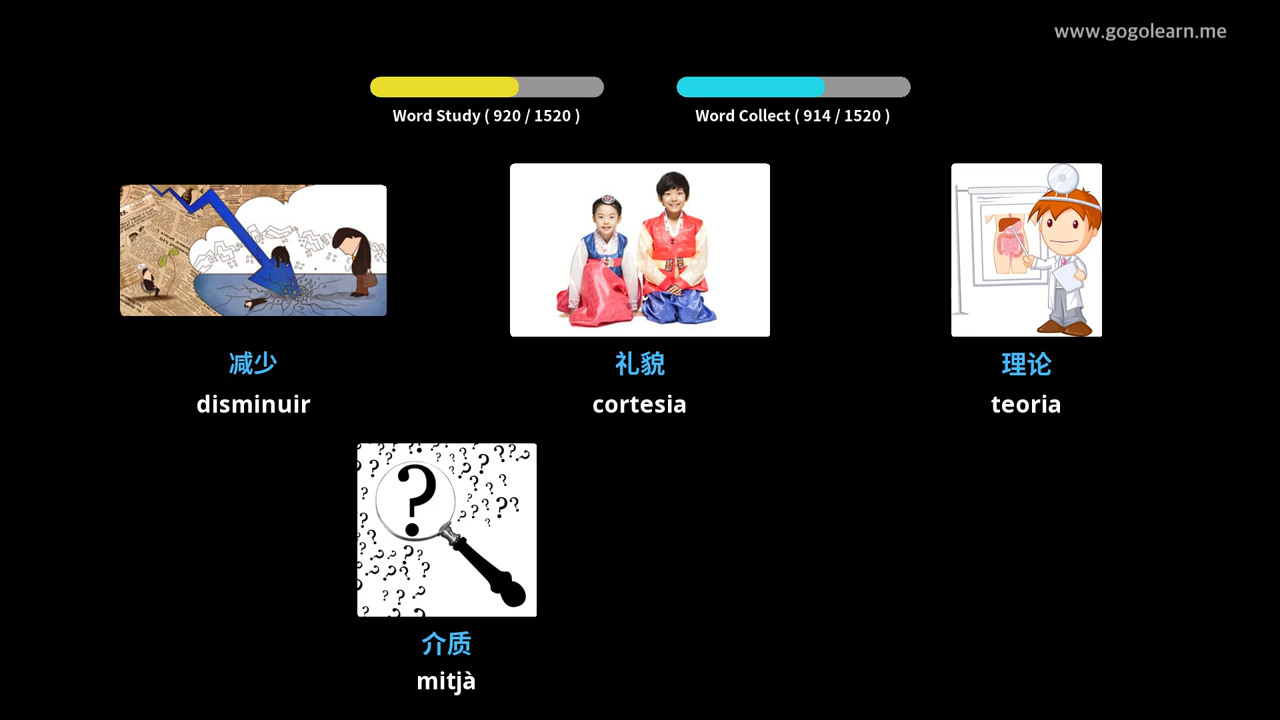 www.gogolearn.me
Word Study ( 920 / 1520 )
Word Collect ( 914 / 1520 )
减少
disminuir
礼貌
cortesia
理论
teoria
介质
mitjà